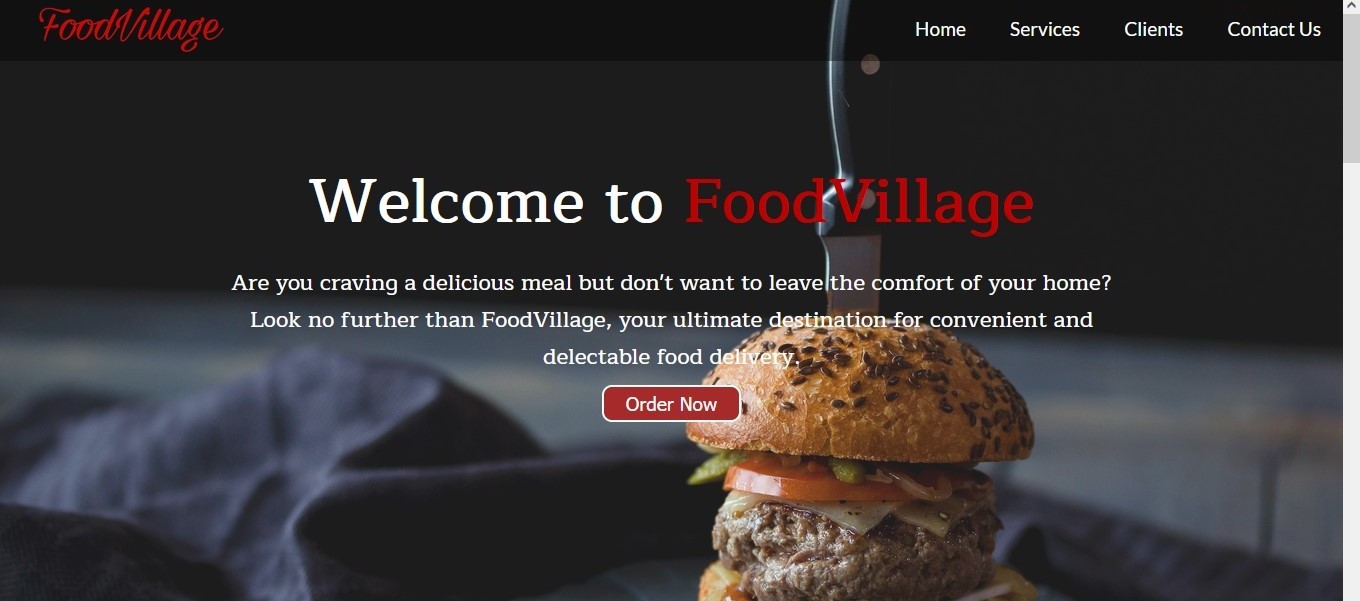 FoodVillage
Home Services Clients Contact Us
Welcome to FoodVillage
Are you craving a delicious meal but don't want to leave the comfort of your home?
Look no further than FoodVillage, your ultimate destination for convenient and
delectable food delivery.
Order Now